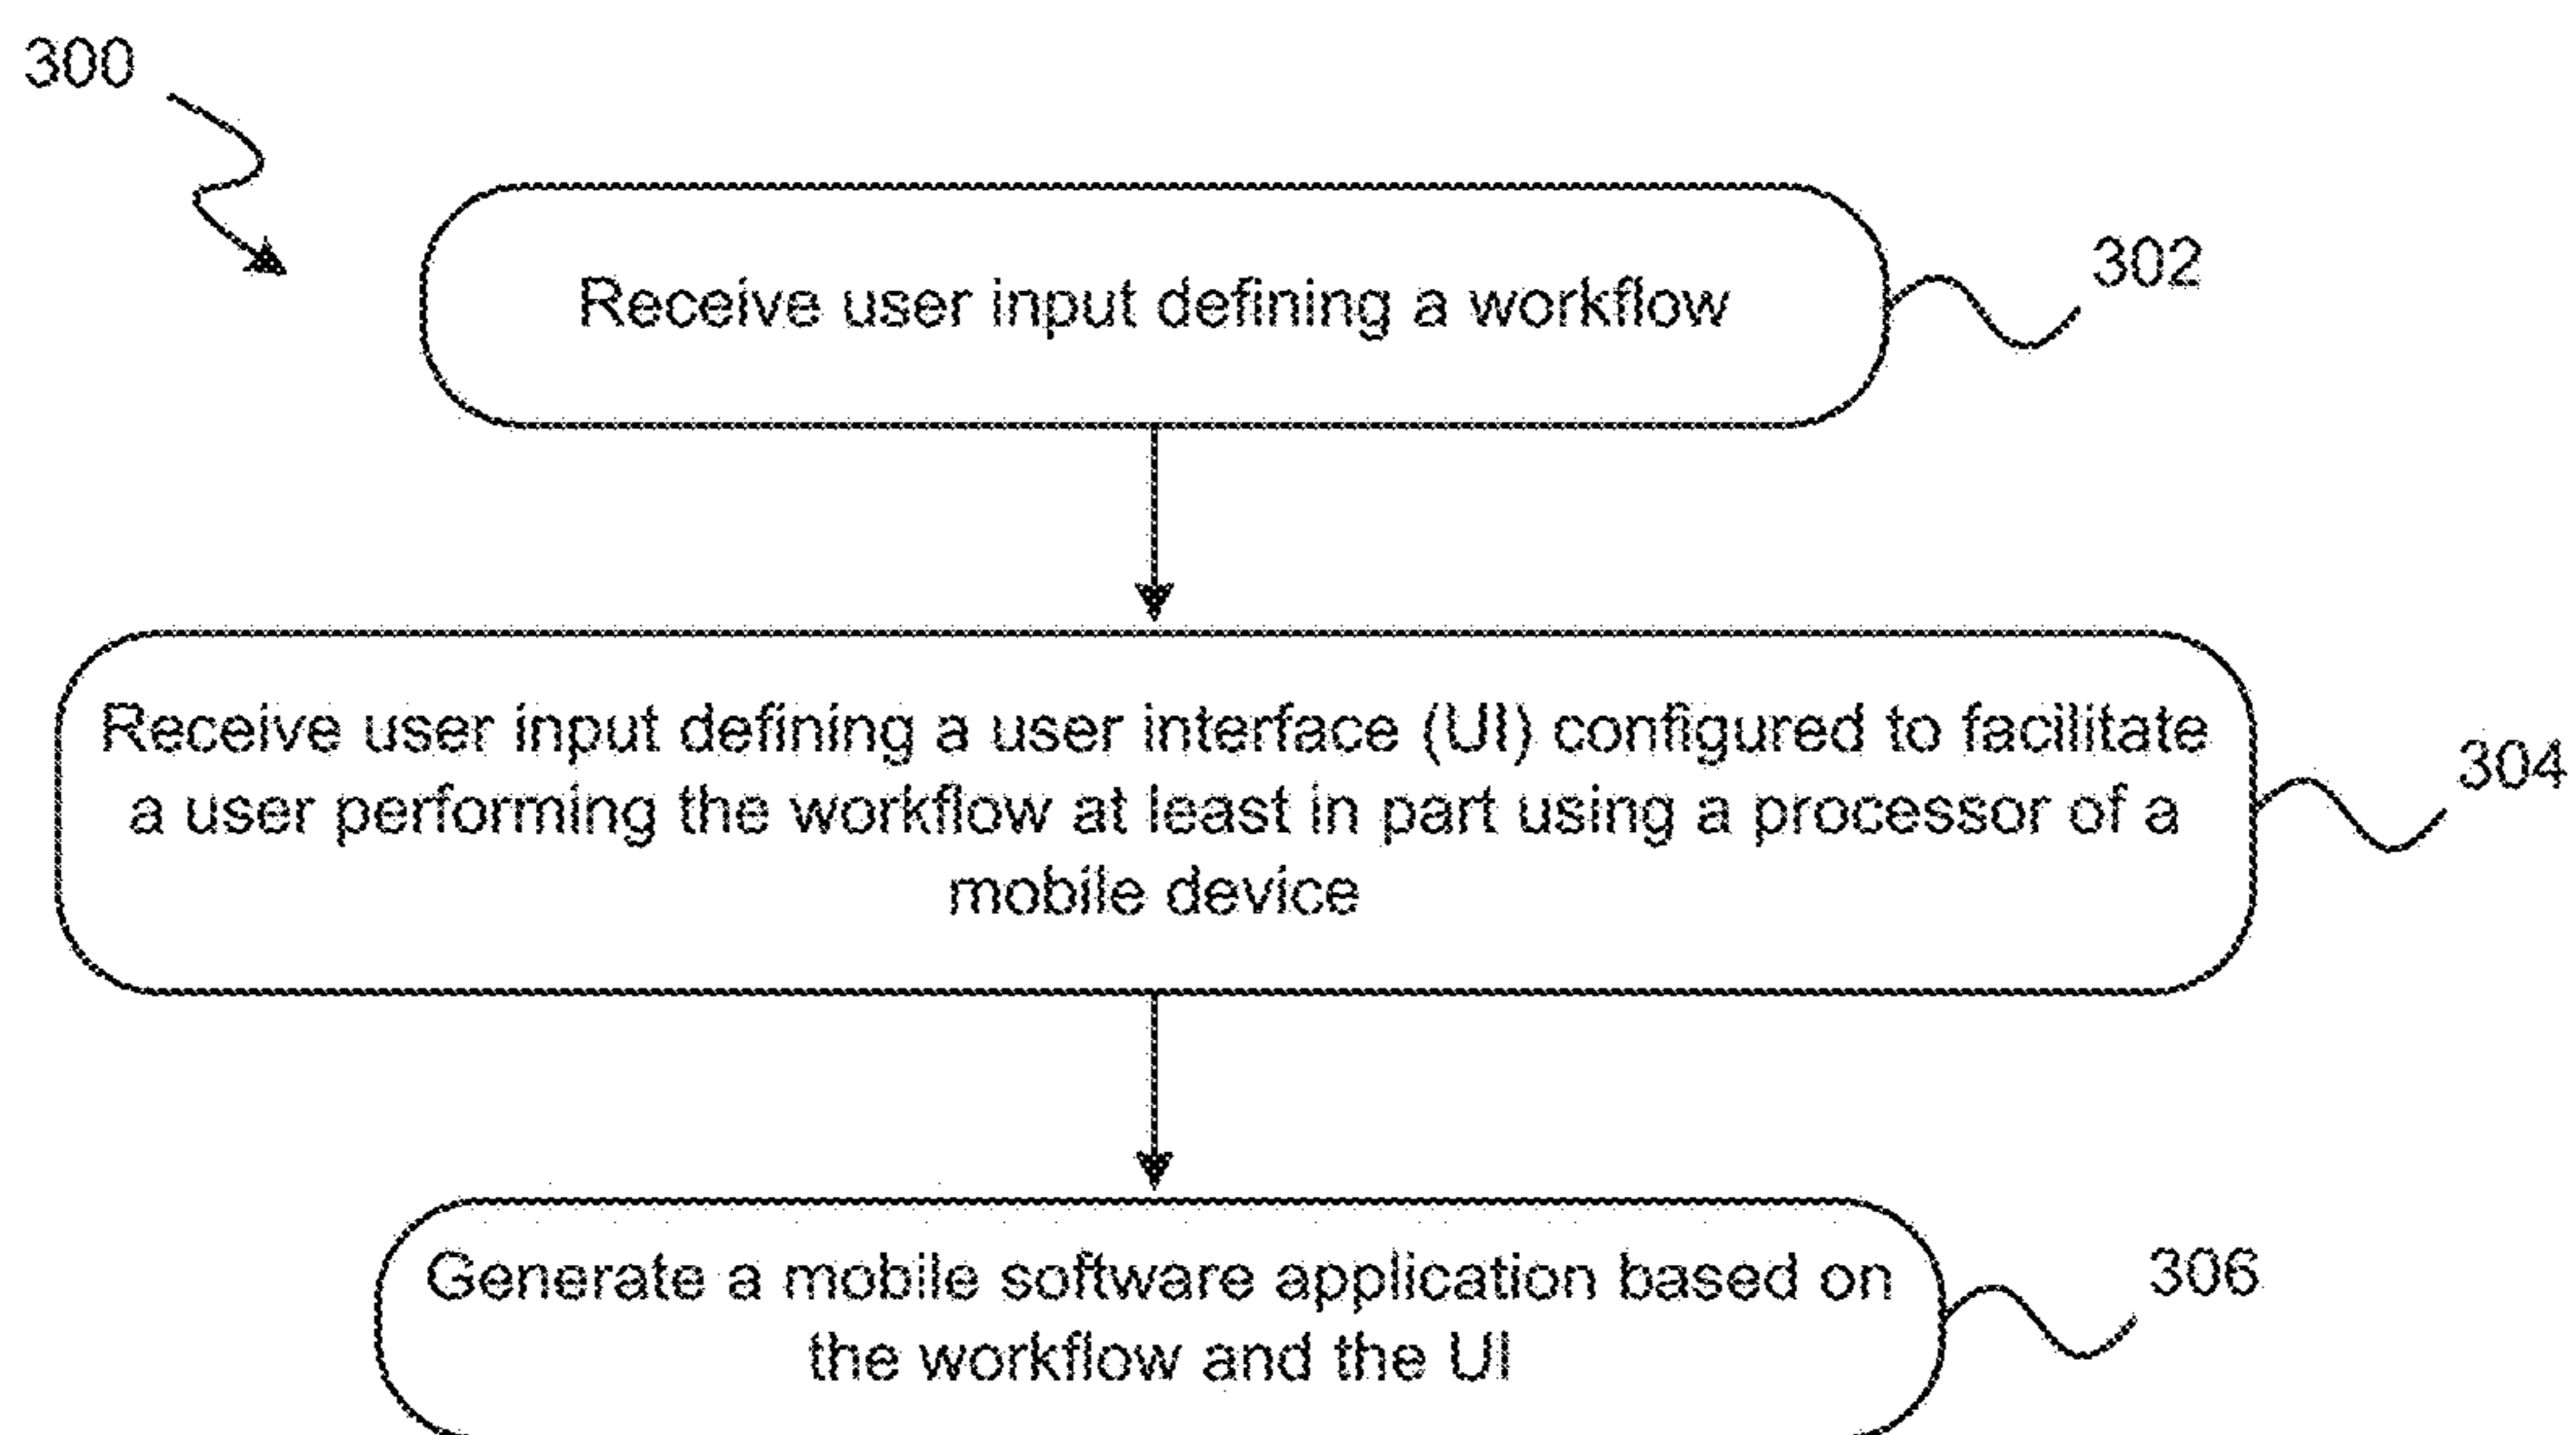 300
Receive user input defining a workflow
302
Receive user input defining a user interface (UI) configured to facilitate
a user performing the workflow at least in part using a processor of a
mobile device
304
Generate a mobile software application based on
the workflow and the UI
306